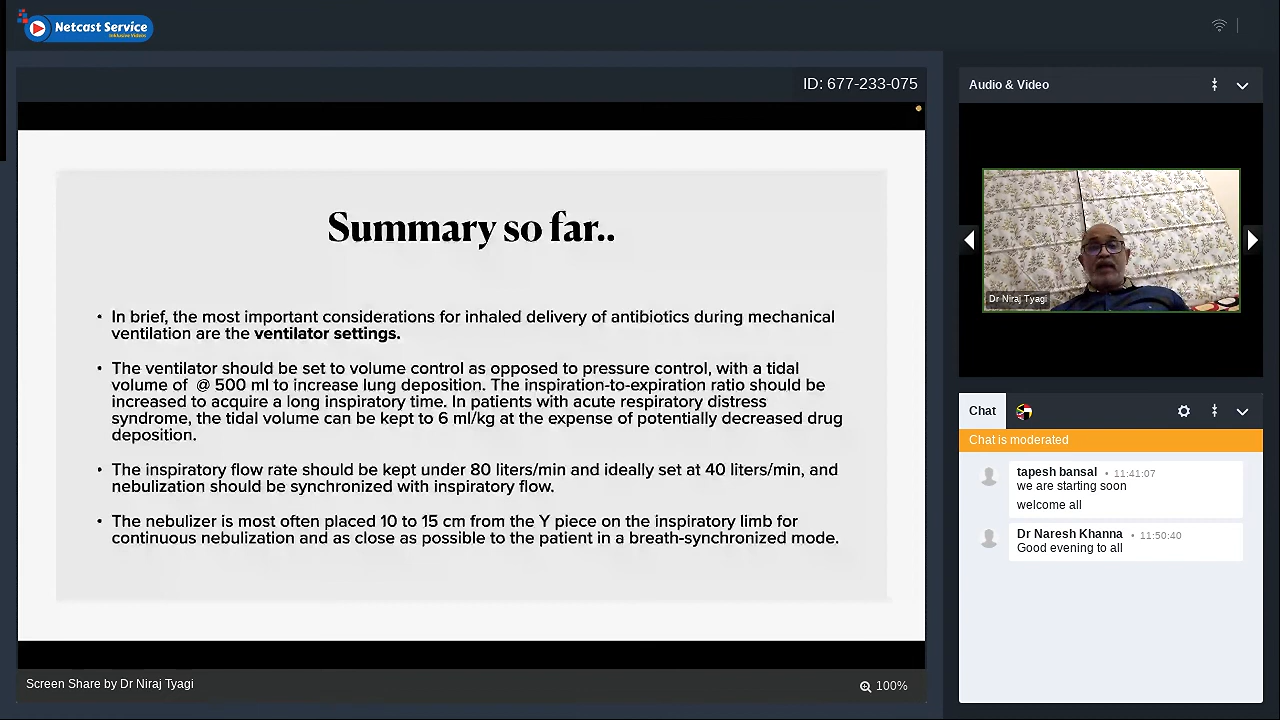 Netcast Service
Inklusive Videos
ID: 677-233-075
Summary so far..
• In brief, the most important considerations for inhaled delivery of antibiotics during mechanical
ventilation are the ventilator settings.
• The ventilator should be set to volume control as opposed to pressure control, with a tidal
volume of @ 500 ml to increase lung deposition. The inspiration-to-expiration ratio should be
increased to acquire a long inspiratory time. In patients with acute respiratory distress
syndrome, the tidal volume can be kept to 6 ml/kg at the expense of potentially decreased drug
deposition.
• The inspiratory flow rate should be kept under 80 liters/min and ideally set at 40 liters/min, and
nebulization should be synchronized with inspiratory flow.
• The nebulizer is most often placed 10 to 15 cm from the Y piece on the inspiratory limb for
continuous nebulization and as close as possible to the patient in a breath-synchronized mode.
Screen Share by Dr Niraj Tyagi
100%
Audio & Video
Dr Niraj Tyagi
Chat
Chat is moderated
tapesh bansal • 11:41:07
we are starting soon
welcome all
Dr Naresh Khanna • 11:50:40
Good evening to all